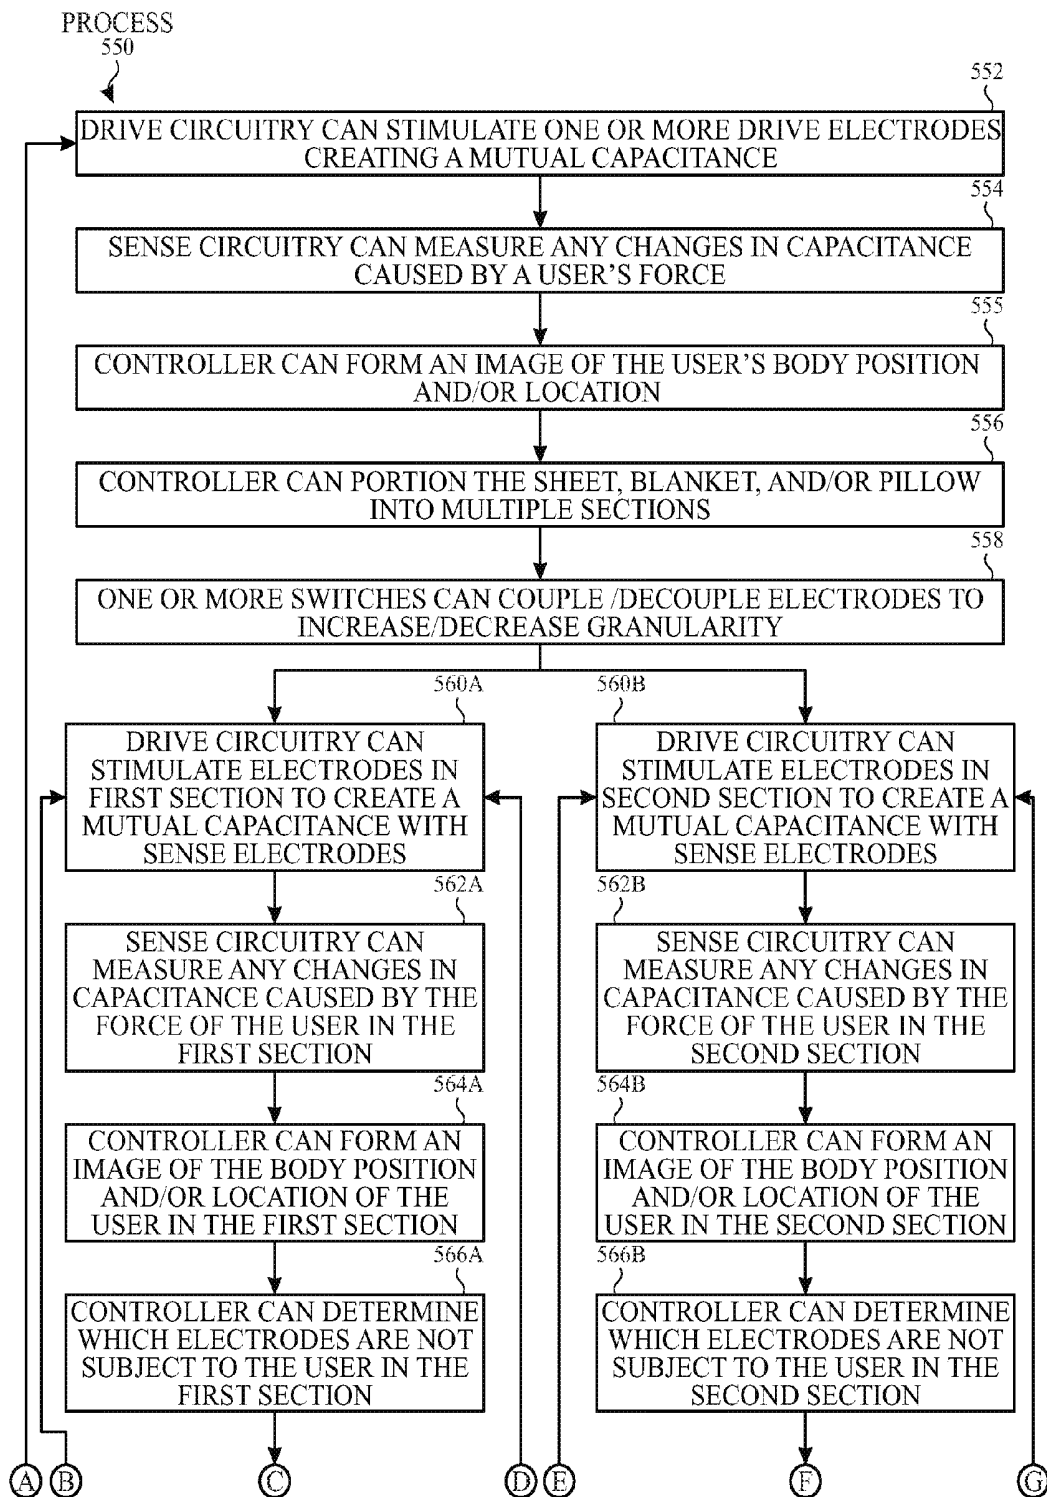 PROCESS
550
552
DRIVE CIRCUITRY CAN STIMULATE ONE OR MORE DRIVE ELECTRODES
CREATING A MUTUAL CAPACITANCE
554
SENSE CIRCUITRY CAN MEASURE ANY CHANGES IN CAPACITANCE
CAUSED BY A USER'S FORCE
555
CONTROLLER CAN FORM AN IMAGE OF THE USER'S BODY POSITION
AND/OR LOCATION
556
CONTROLLER CAN PORTION THE SHEET, BLANKET, AND/OR PILLOW
INTO MULTIPLE SECTIONS
558
ONE OR MORE SWITCHES CAN COUPLE /DECOUPLE ELECTRODES TO
INCREASE/DECREASE GRANULARITY
560A
DRIVE CIRCUITRY CAN
STIMULATE ELECTRODES IN
FIRST SECTION TO CREATE A
MUTUAL CAPACITANCE WITH
SENSE ELECTRODES
562A
SENSE CIRCUITRY CAN
MEASURE ANY CHANGES IN
CAPACITANCE CAUSED BY THE
FORCE OF THE USER IN THE
FIRST SECTION
564A
CONTROLLER CAN FORM AN
IMAGE OF THE BODY POSITION
AND/OR LOCATION OF THE
USER IN THE FIRST SECTION
566A
CONTROLLER CAN DETERMINE
WHICH ELECTRODES ARE NOT
SUBJECT TO THE USER IN THE
FIRST SECTION
560B
DRIVE CIRCUITRY CAN
STIMULATE ELECTRODES IN
SECOND SECTION TO CREATE A
MUTUAL CAPACITANCE WITH
SENSE ELECTRODES
562B
SENSE CIRCUITRY CAN
MEASURE ANY CHANGES IN
CAPACITANCE CAUSED BY THE
FORCE OF THE USER IN THE
SECOND SECTION
564B
CONTROLLER CAN FORM AN
IMAGE OF THE BODY POSITION
AND/OR LOCATION OF THE
USER IN THE SECOND SECTION
566B
CONTROLLER CAN DETERMINE
WHICH ELECTRODES ARE NOT
SUBJECT TO THE USER IN THE
SECOND SECTION
A B C D E F G